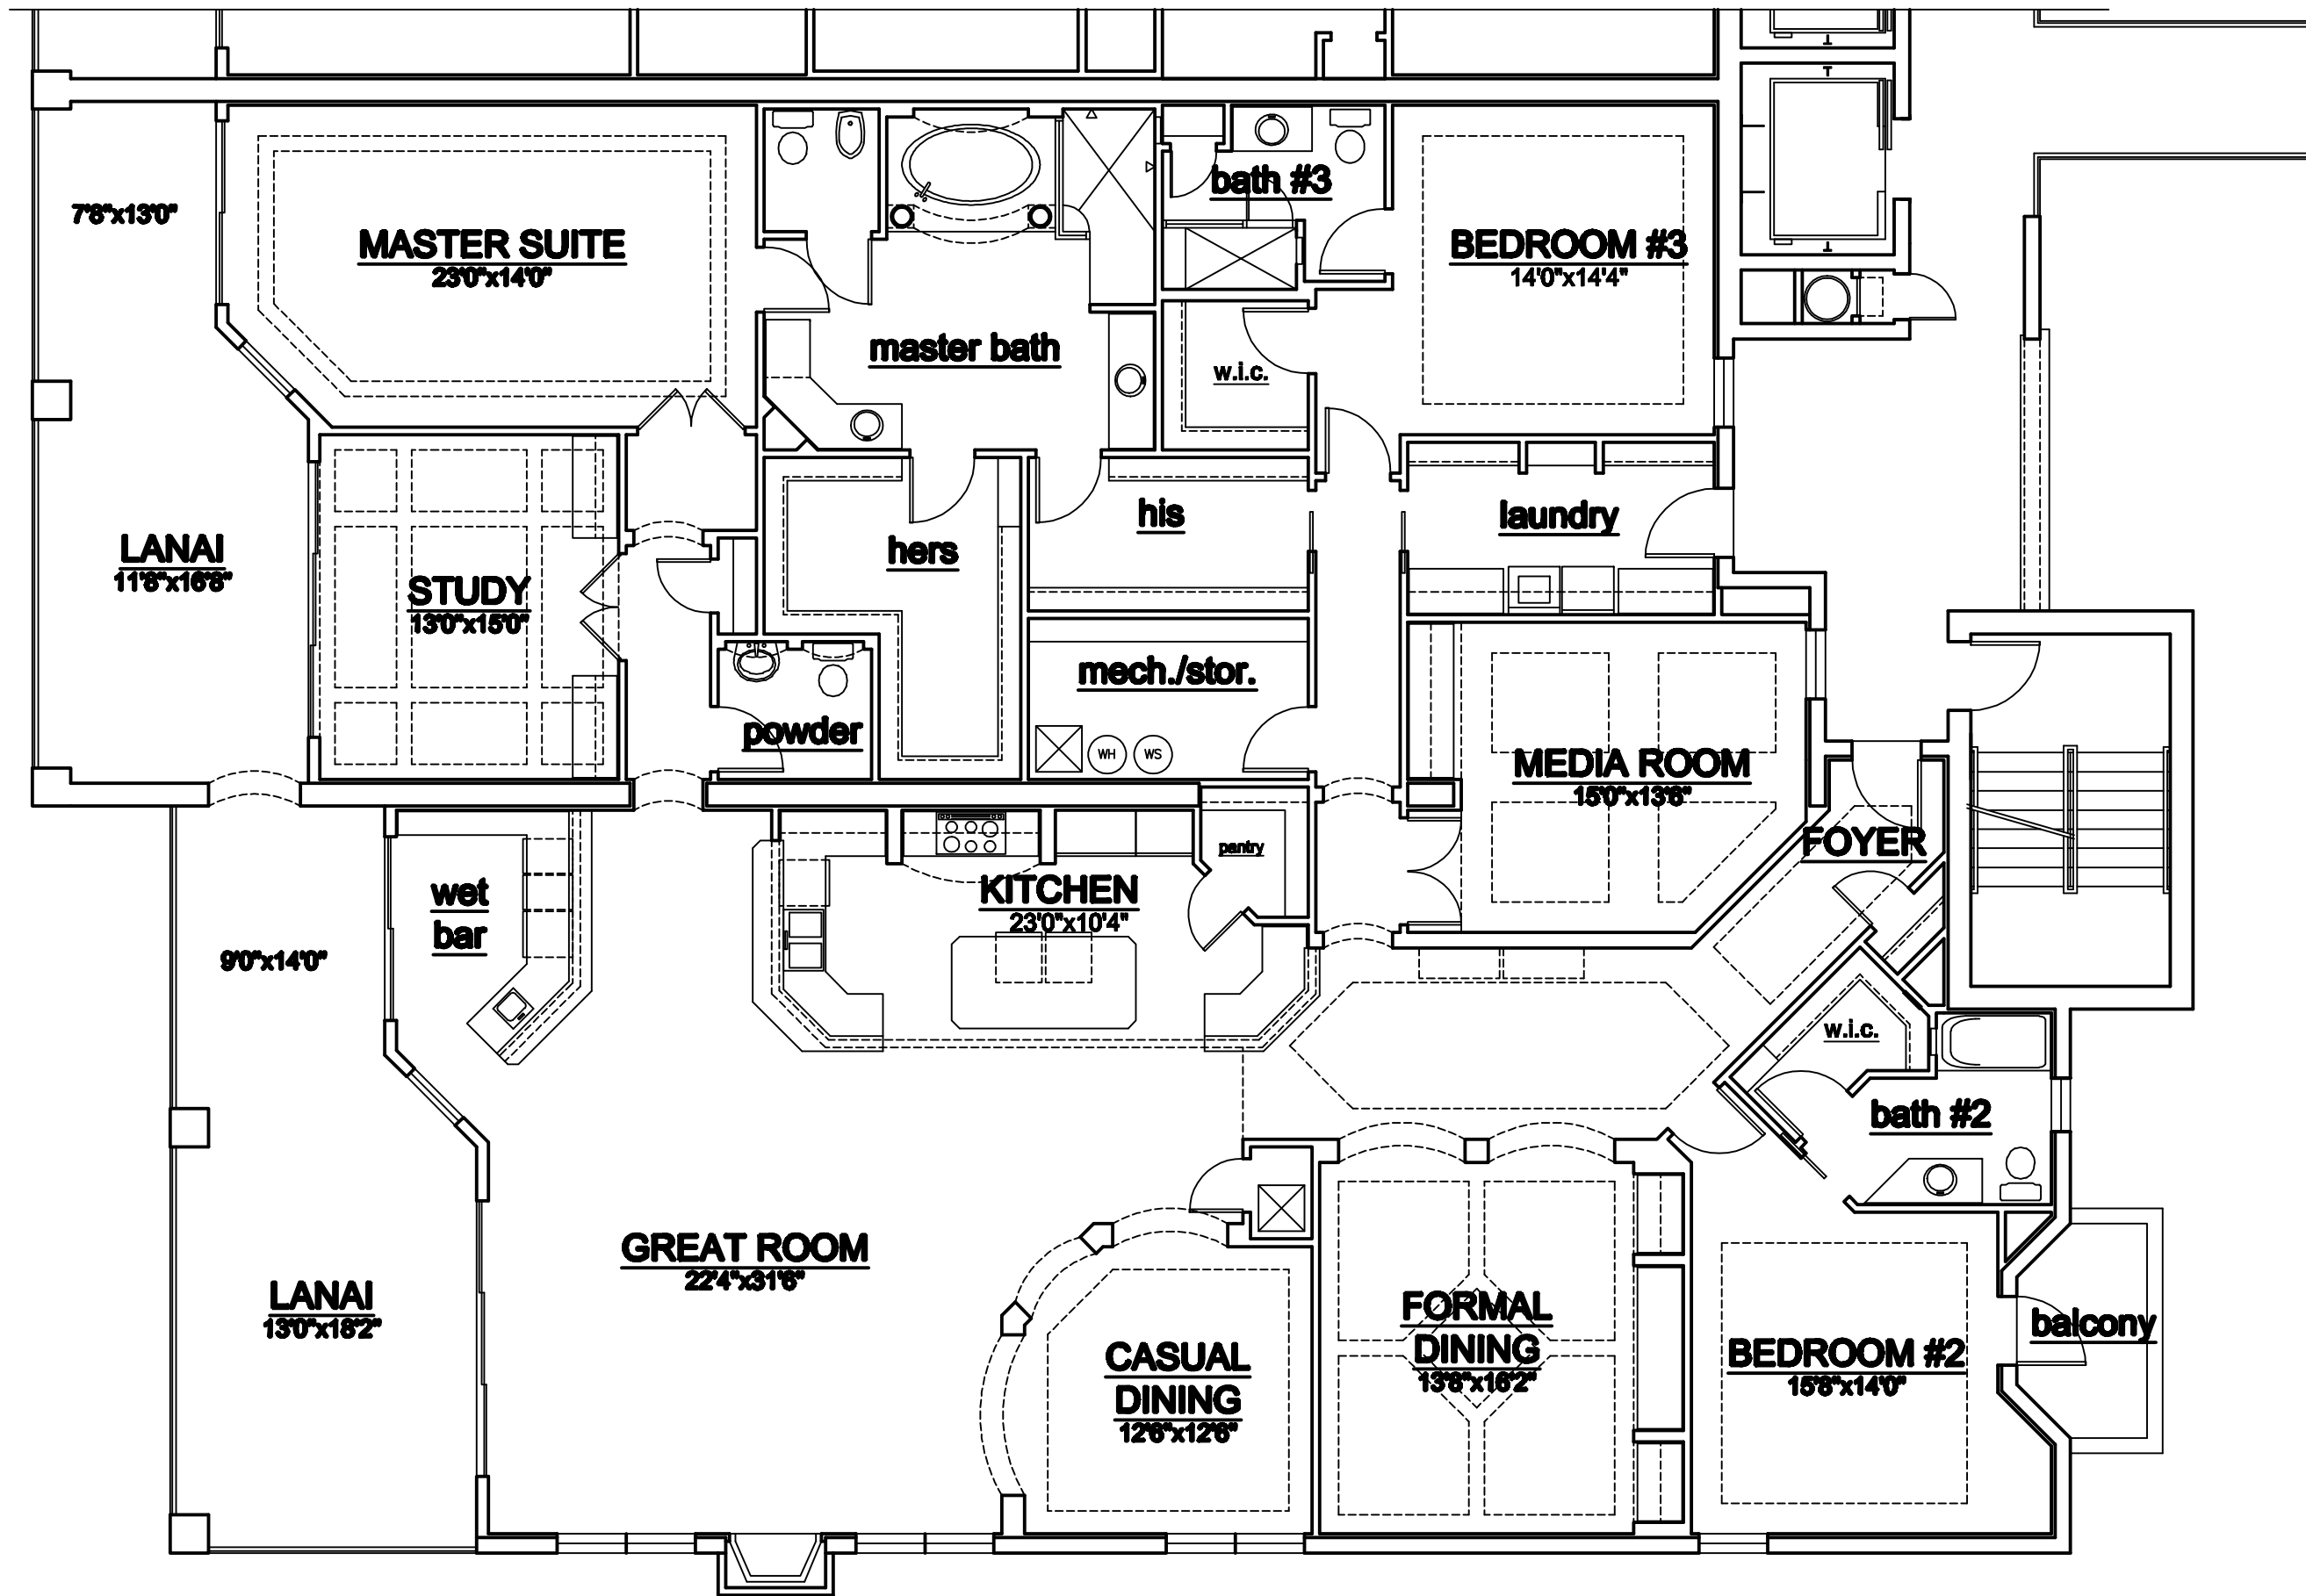 bath #3
7'8"x13'0"
MASTER SUITE
23'0"x14'0"
BEDROOM #3
14'0"x14'4"
master bath
w.i.c.
his
laundry
LANAI
11'8"x16'8"
hers
STUDY
13'0"x15'0"
mech./stor.
powder
WH
WS
MEDIA ROOM
15'0"x13'6"
FOYER
pantry
wet
bar
KITCHEN
23'0"x10'4"
9'0"x14'0"
w.i.c.
bath #2
GREAT ROOM
22'4"x31'6"
LANAI
13'0"x18'2"
FORMAL
DINING
13'8"x16'2"
balcony
CASUAL
DINING
12'6"x12'6"
BEDROOM #2
15'8"x14'0"